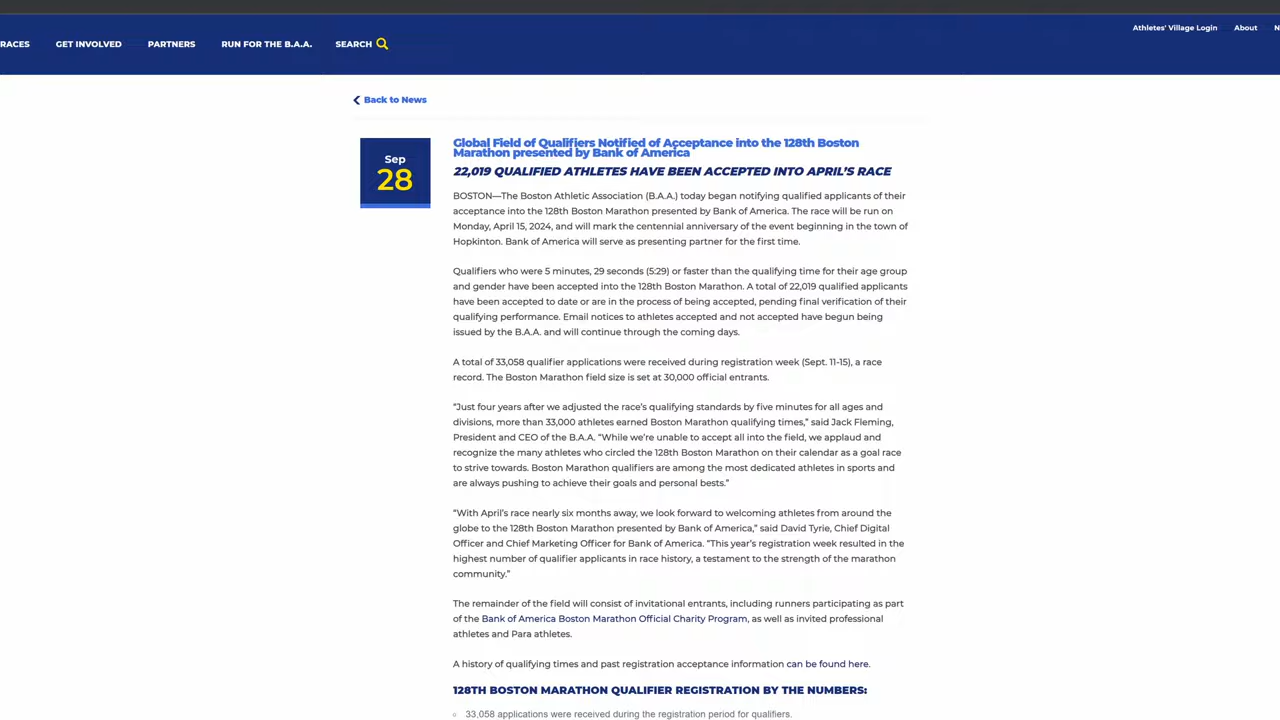 RACES GET INVOLVED PARTNERS RUN FOR THE B.A.A. SEARCH Athletes' Village Login About N
Back to News
Sep
28
Global Field of Qualifiers Notified of Acceptance into the 128th Boston
Marathon presented by Bank of America
22,019 QUALIFIED ATHLETES HAVE BEEN ACCEPTED INTO APRIL'S RACE
BOSTON—The Boston Athletic Association (B.A.A.) today began notifying qualified applicants of their
acceptance into the 128th Boston Marathon presented by Bank of America. The race will be run on
Monday, April 15, 2024, and will mark the centennial anniversary of the event beginning in the town of
Hopkinton. Bank of America will serve as presenting partner for the first time.
Qualifiers who were 5 minutes, 29 seconds (5:29) or faster than the qualifying time for their age group
and gender have been accepted into the 128th Boston Marathon. A total of 22,019 qualified applicants
have been accepted to date or are in the process of being accepted, pending final verification of their
qualifying performance. Email notices to athletes accepted and not accepted have begun being
issued by the B.A.A. and will continue through the coming days.
A total of 33,058 qualifier applications were received during registration week (Sept. 11-15), a race
record. The Boston Marathon field size is set at 30,000 official entrants.
“Just four years after we adjusted the race's qualifying standards by five minutes for all ages and
divisions, more than 33,000 athletes earned Boston Marathon qualifying times,” said Jack Fleming,
President and CEO of the B.A.A. “While we're unable to accept all into the field, we applaud and
recognize the many athletes who circled the 128th Boston Marathon on their calendar as a goal race
to strive towards. Boston Marathon qualifiers are among the most dedicated athletes in sports and
are always pushing to achieve their goals and personal bests.”
“With April's race nearly six months away, we look forward to welcoming athletes from around the
globe to the 128th Boston Marathon presented by Bank of America,” said David Tyrie, Chief Digital
Officer and Chief Marketing Officer for Bank of America. “This year's registration week resulted in the
highest number of qualifier applicants in race history, a testament to the strength of the marathon
community.”
The remainder of the field will consist of invitational entrants, including runners participating as part
of the Bank of America Boston Marathon Official Charity Program, as well as invited professional
athletes and Para athletes.
A history of qualifying times and past registration acceptance information can be found here.
128TH BOSTON MARATHON QUALIFIER REGISTRATION BY THE NUMBERS:
33,058 applications were received during the registration period for qualifiers.